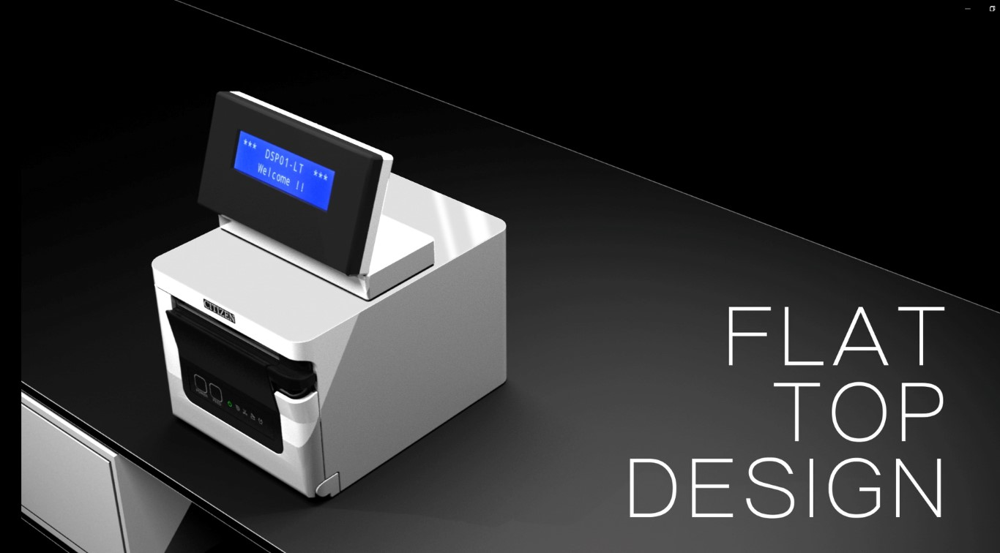 *** DSP01-LT ***
Welcome !!
CITIZEN
FLAT
TOP
DESIGN